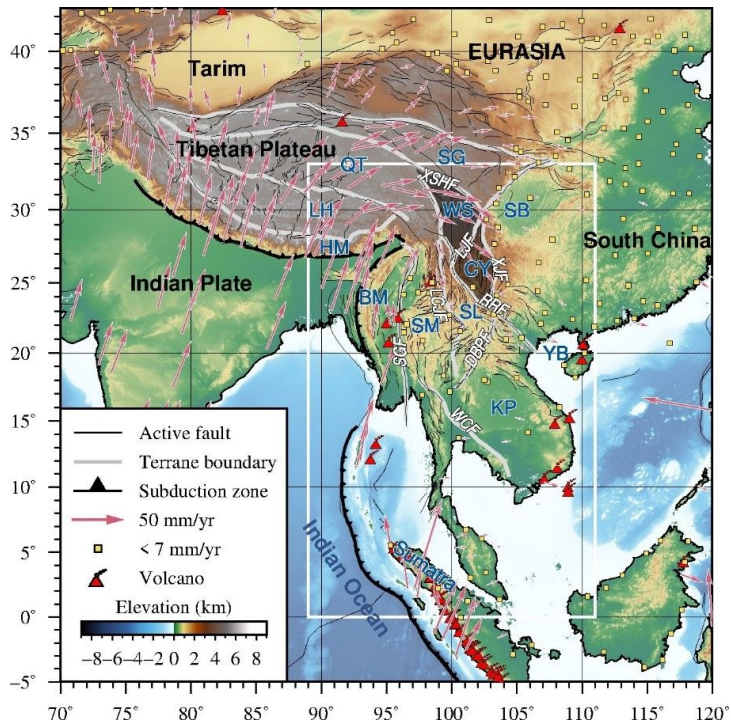 40°
35°
30°
25°
20°
15°
10°
5°
0°
−5°
EURASIA
Tarim
Tibetan Plateau
SG
QT
XSHF
LH
WS
SB
HM
LJF
South China
Indian Plate
CY
XJF
BM
LCJF
RRF
SM
SL
SGF
DBPF
YB
KP
WCF
Sumatra
Indian Ocean
Active fault
Terrane boundary
Subduction zone
50 mm/yr
< 7 mm/yr
Volcano
Elevation (km)
−8 −6 −4 −2 0 2 4 6 8
70° 75° 80° 85° 90° 95° 100° 105° 110° 115° 120°